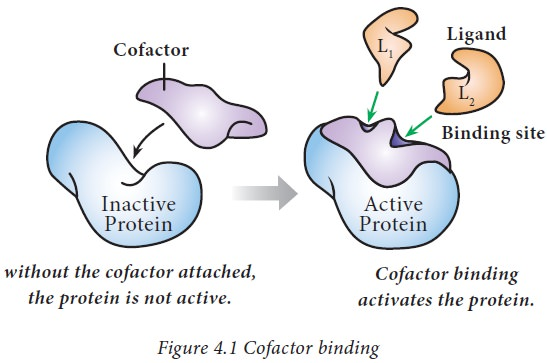 Cofactor
Ligand
L1
L2
Binding site
Inactive
Protein
Active
Protein
without the cofactor attached,
the protein is not active.
Cofactor binding
activates the protein.
Figure 4.1 Cofactor binding